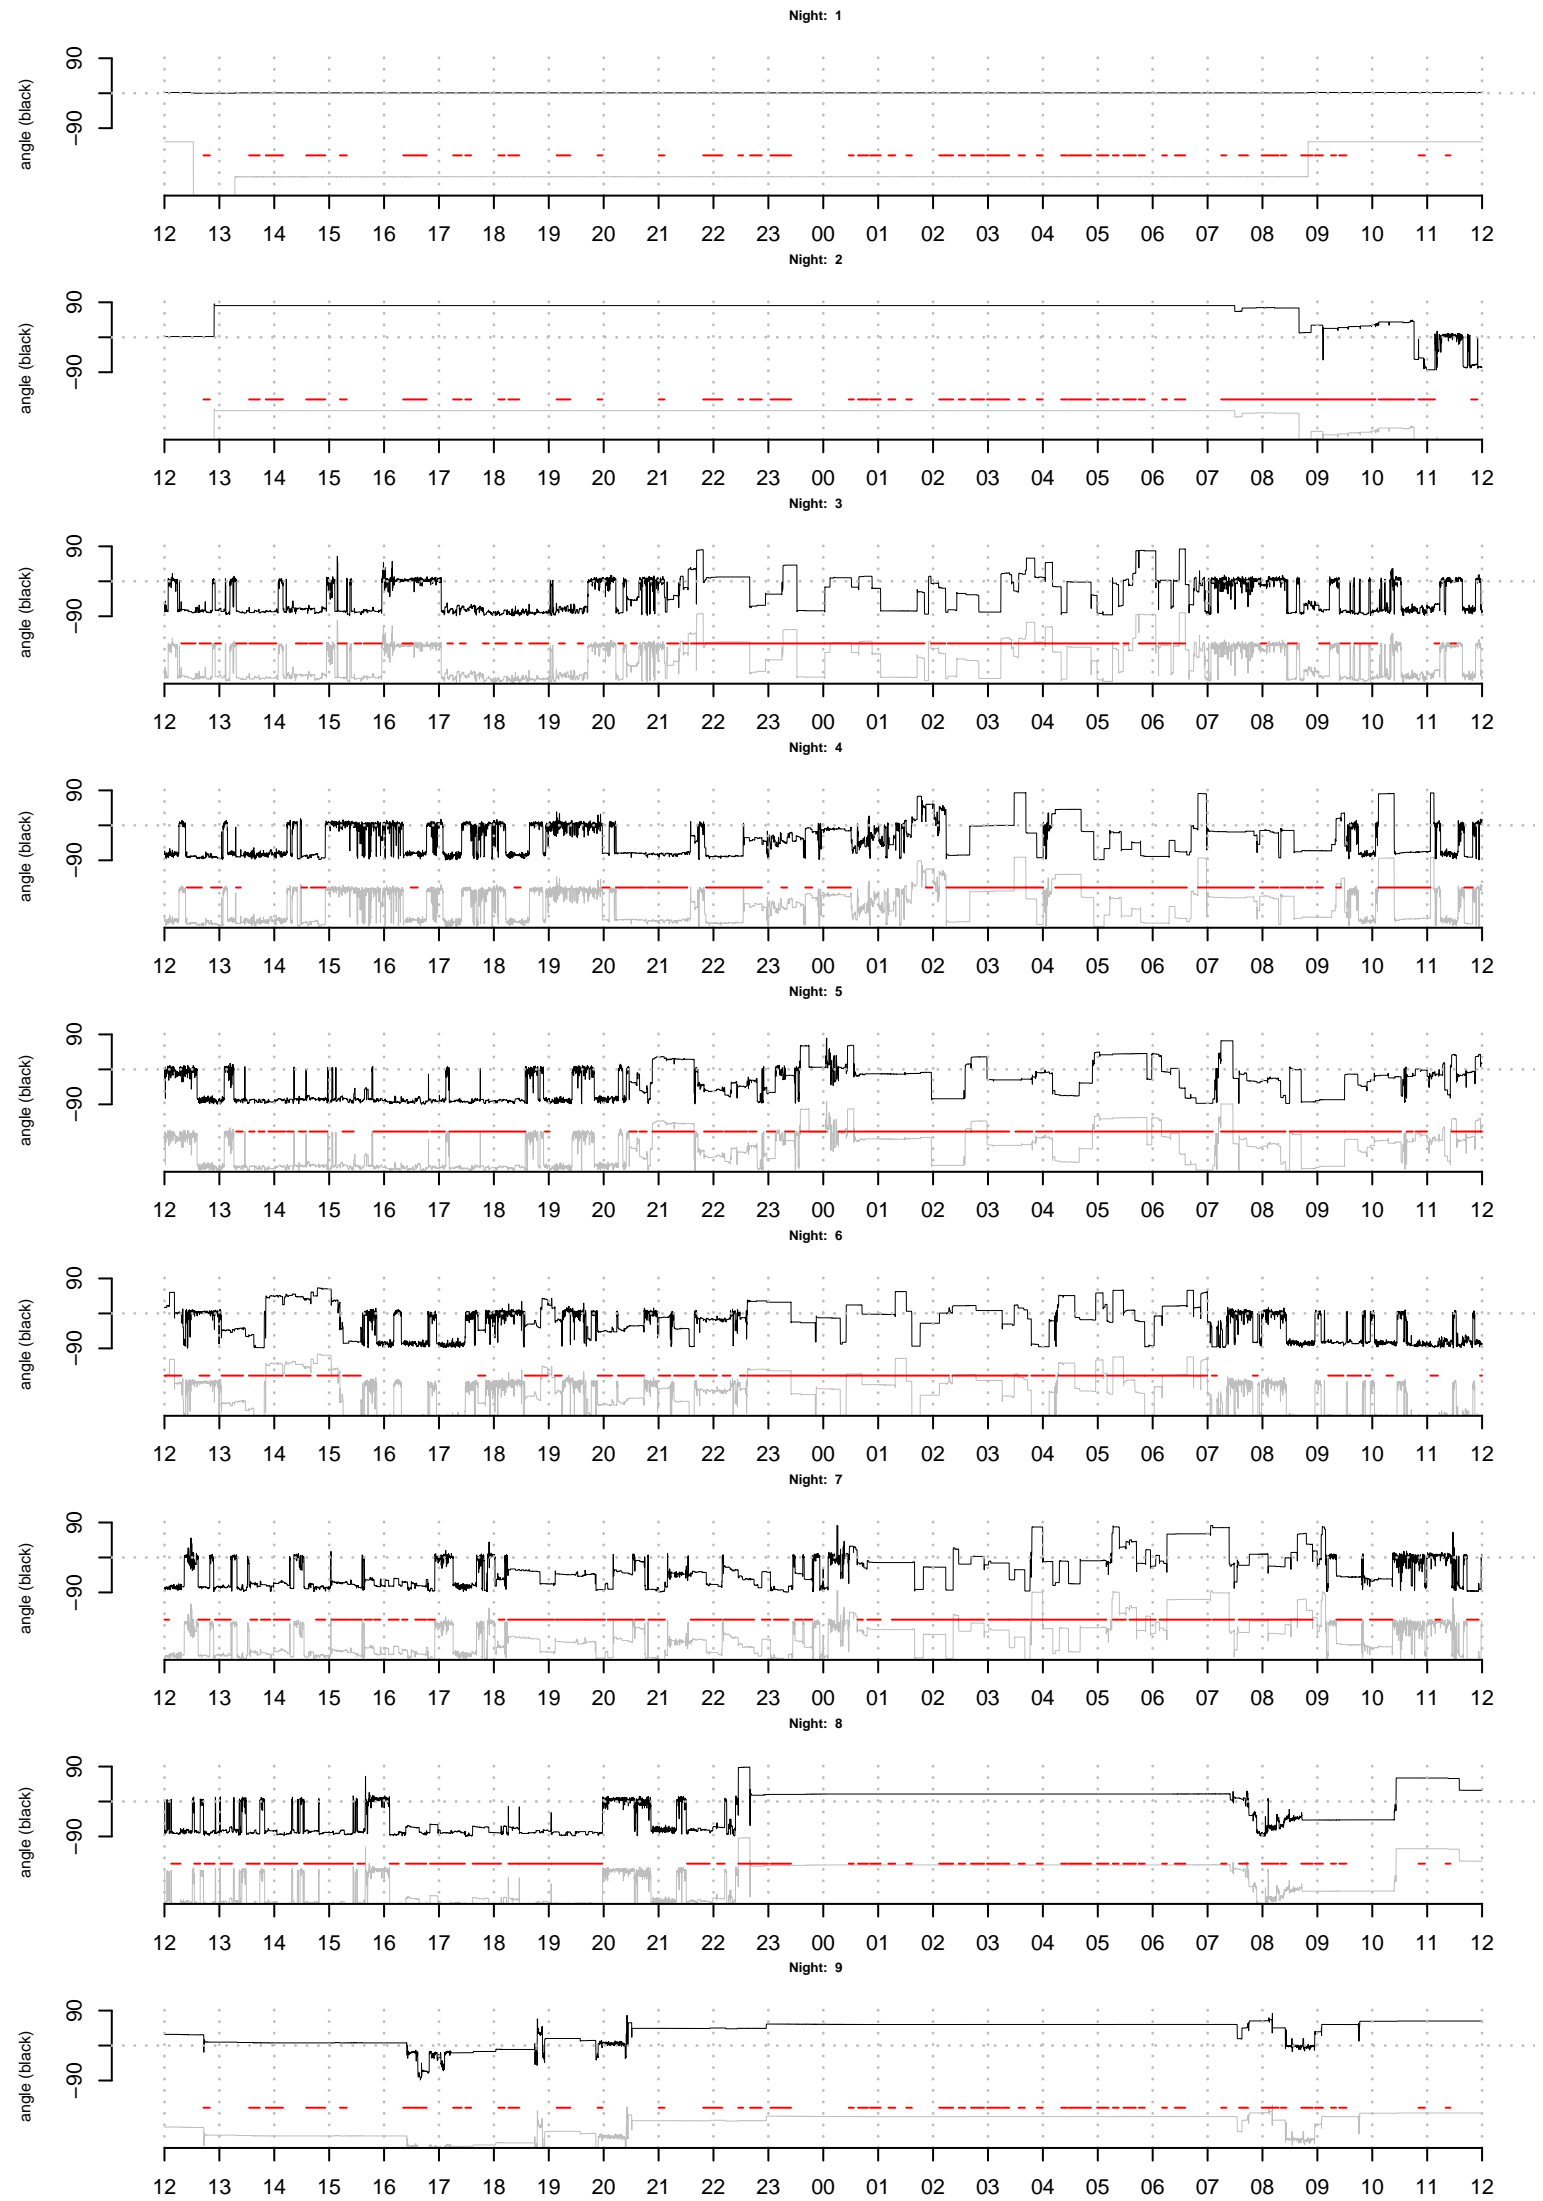 Night: 1
90
-90
angle (black)
12 13 14 15 16 17 18 19 20 21 22 23 00 01 02 03 04 05 06 07 08 09 10 11 12
Night: 2
90
-90
angle (black)
12 13 14 15 16 17 18 19 20 21 22 23 00 01 02 03 04 05 06 07 08 09 10 11 12
Night: 3
90
-90
angle (black)
12 13 14 15 16 17 18 19 20 21 22 23 00 01 02 03 04 05 06 07 08 09 10 11 12
Night: 4
90
-90
angle (black)
12 13 14 15 16 17 18 19 20 21 22 23 00 01 02 03 04 05 06 07 08 09 10 11 12
Night: 5
90
-90
angle (black)
12 13 14 15 16 17 18 19 20 21 22 23 00 01 02 03 04 05 06 07 08 09 10 11 12
Night: 6
90
-90
angle (black)
12 13 14 15 16 17 18 19 20 21 22 23 00 01 02 03 04 05 06 07 08 09 10 11 12
Night: 7
90
-90
angle (black)
12 13 14 15 16 17 18 19 20 21 22 23 00 01 02 03 04 05 06 07 08 09 10 11 12
Night: 8
90
-90
angle (black)
12 13 14 15 16 17 18 19 20 21 22 23 00 01 02 03 04 05 06 07 08 09 10 11 12
Night: 9
90
-90
angle (black)
12 13 14 15 16 17 18 19 20 21 22 23 00 01 02 03 04 05 06 07 08 09 10 11 12